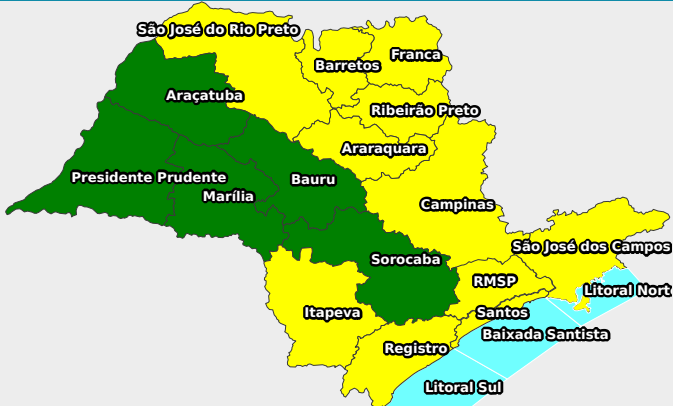 São José do Rio Preto
Franca
Barretos
Araçatuba
Ribeirão Preto
Araraquara
Presidente Prudente
Bauru
Marília
Campinas
São José dos Campos
Sorocaba
RMSP
Litoral Nort
Itapeva
Santos
Baixada Santista
Registro
Litoral Sul